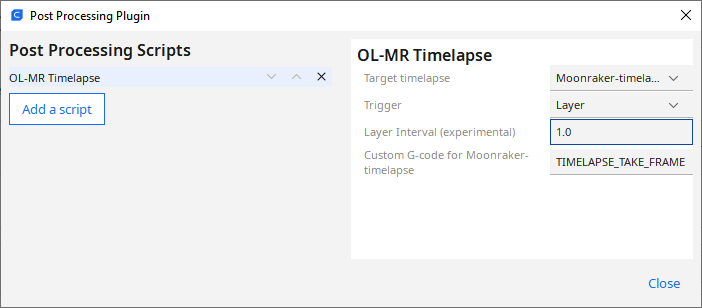 Post Processing Plugin
Post Processing Scripts
OL-MR Timelapse
Add a script
OL-MR Timelapse
Target timelapse
Moonraker-timela...
Trigger
Layer
Layer Interval (experimental)
1.0
Custom G-code for Moonraker-
timelapse
TIMELAPSE_TAKE_FRAME
Close